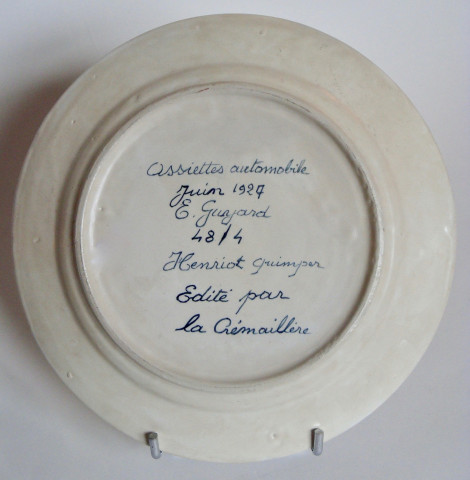 Assiettes automobile
Juin 1927
E. Guyard
48/4
Henriot quimper
Edité par
la Crémaillère